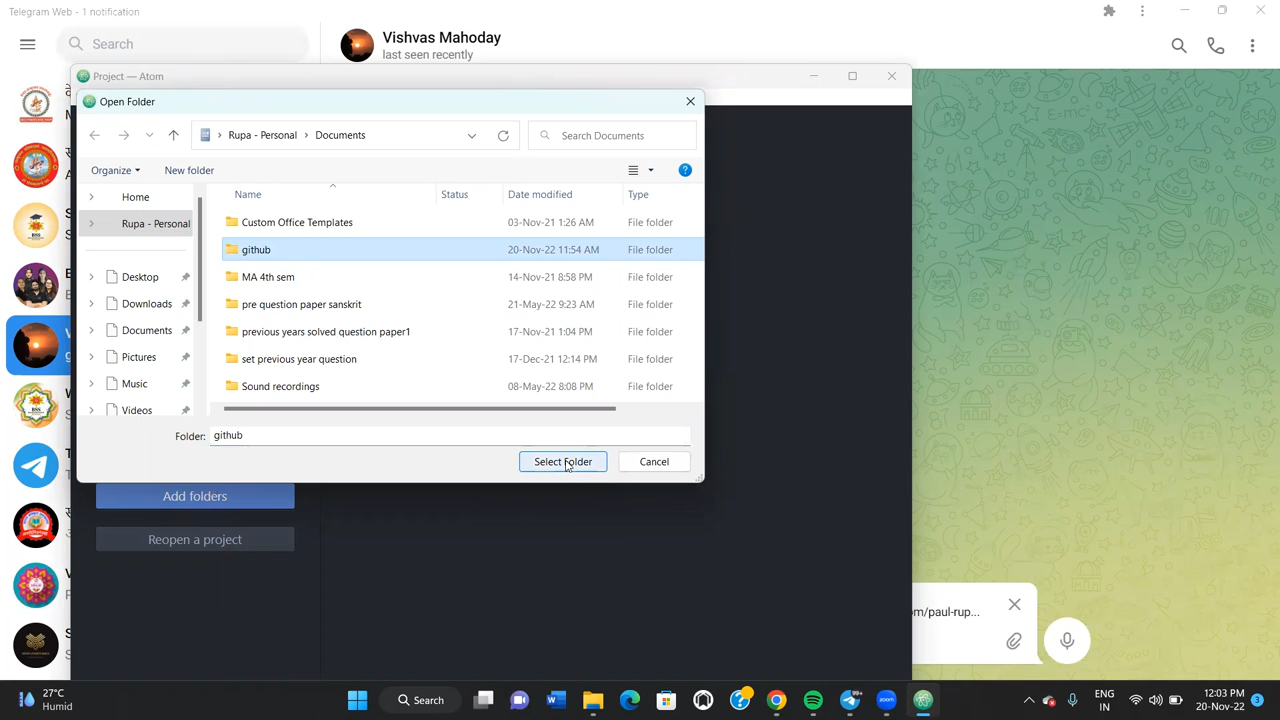 Telegram Web - 1 notification
Search
Vishvas Mahoday
last seen recently
Project — Atom
Open Folder
Rupa - Personal
Documents
Search Documents
Organize
New folder
Name
Status
Date modified
Type
Home
Rupa - Personal
Desktop
Downloads
Documents
Pictures
Music
Videos
Custom Office Templates 03-Nov-21 1:26 AM File folder
github 20-Nov-22 11:54 AM File folder
MA 4th sem 14-Nov-21 8:58 PM File folder
pre question paper sanskrit 21-May-22 9:23 AM File folder
previous years solved question paper1 17-Nov-21 1:04 PM File folder
set previous year question 17-Dec-21 12:14 PM File folder
Sound recordings 08-May-22 8:08 PM File folder
Folder: github
Select Folder
Cancel
Add folders
Reopen a project
om/paul-rup...
27°C
Humid
Search
99+
zoom
ENG
IN
12:03 PM
20-Nov-22
3